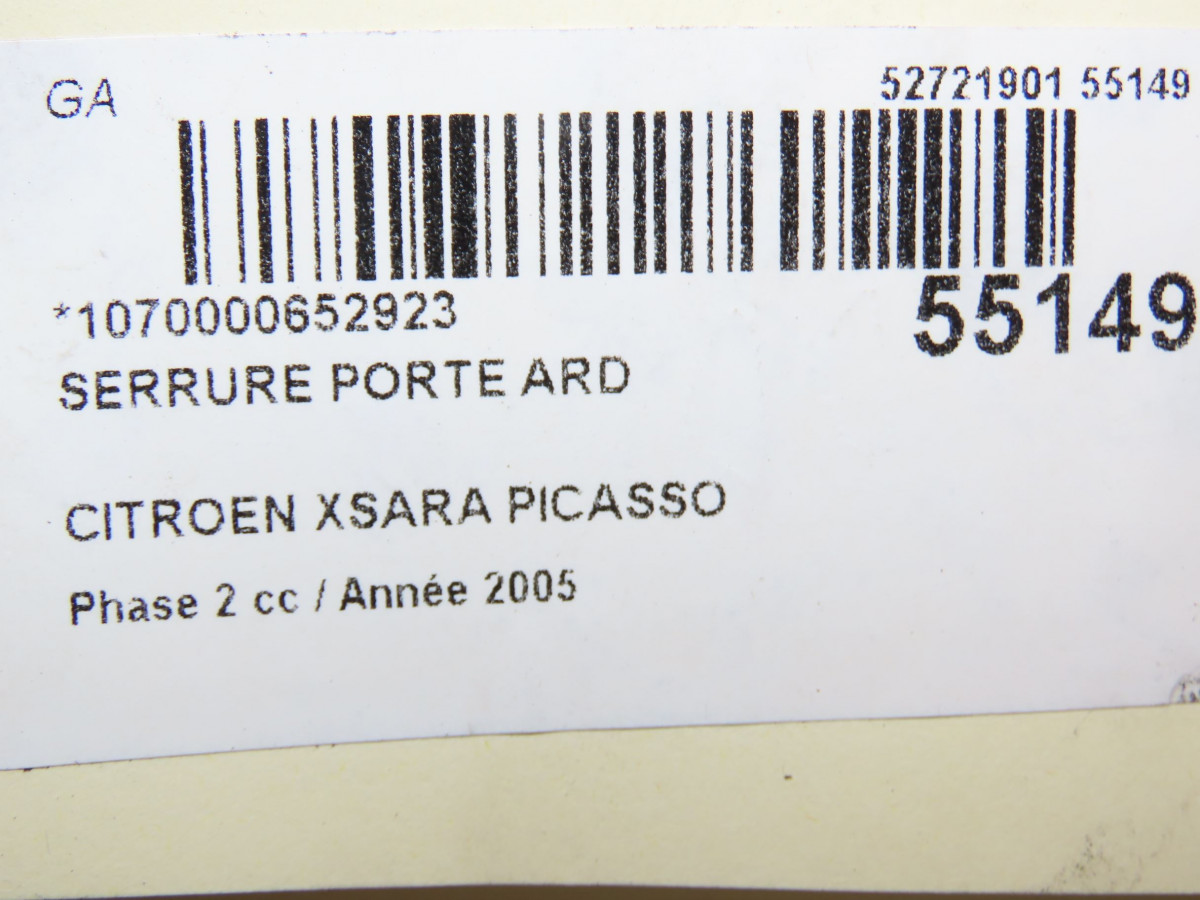 GA
52721901 55149
*1070000652923
55149
SERRURE PORTE ARD
CITROEN XSARA PICASSO
Phase 2 cc / Année 2005